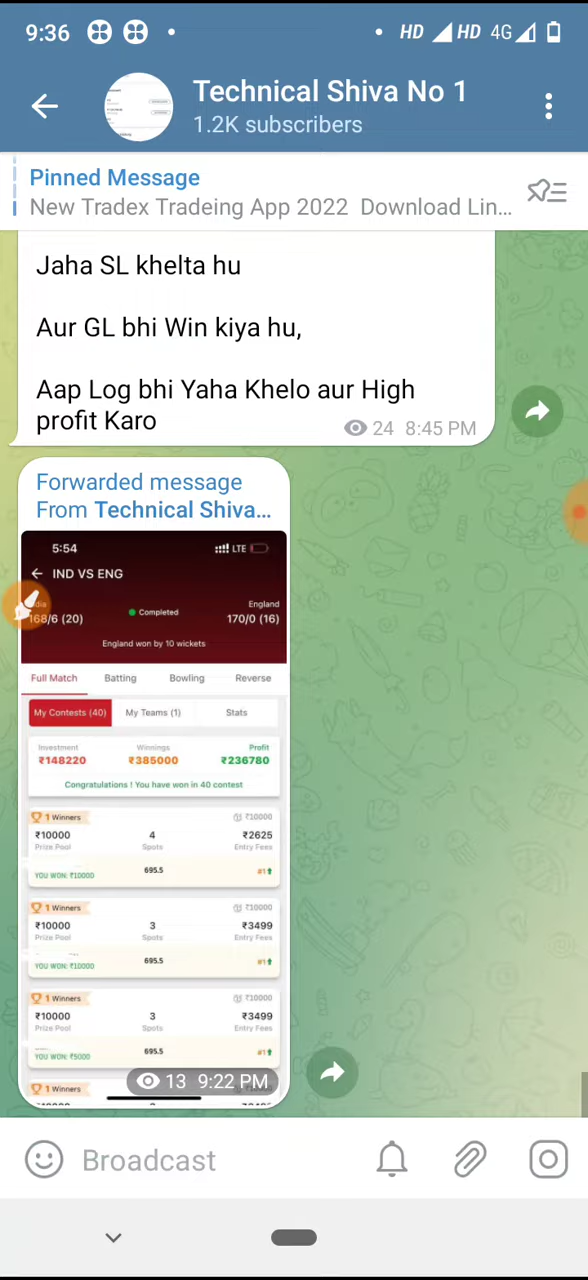 9:36
HD HD 4G
Technical Shiva No 1
1.2K subscribers
Pinned Message
New Tradex Tradeing App 2022 Download Lin...
Jaha SL khelta hu
Aur GL bhi Win kiya hu,
Aap Log bhi Yaha Khelo aur High
profit Karo
24 8:45 PM
Forwarded message
From Technical Shiva...
5:54 LTE
IND VS ENG
England
168/6 (20) Completed 170/0 (16)
England won by 10 wickets
Full Match Batting Bowling Reverse
My Contests (40) My Teams (1) Stats
Investment Winnings Profit
₹148220 ₹385000 ₹236780
Congratulations ! You have won in 40 contest
1 Winners ₹10000
₹10000 4 ₹2625
Prize Pool Spots Entry Fees
YOU WON: ₹10000 695.5 #1
1 Winners ₹10000
₹10000 3 ₹3499
Prize Pool Spots Entry Fees
YOU WON: ₹10000 695.5 #1
1 Winners ₹10000
₹10000 3 ₹3499
Prize Pool Spots Entry Fees
YOU WON: ₹5000 695.5 #1
1 Winners
13 9:22 PM
Broadcast